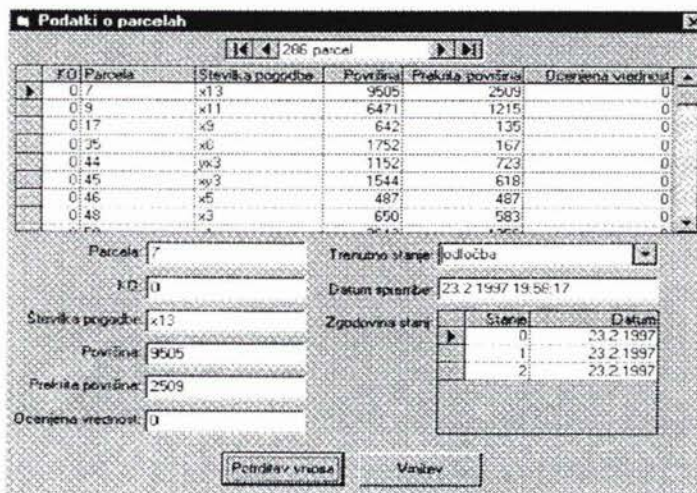 Podatki o parcelah
286 parcel
KO Parcela Številka pogodbe Površina Prekrita površina Ocenjena vrednost
0 7 x13 9505 2509 0
0 9 x11 6471 1215 0
0 17 x9 642 135 0
0 35 1752 167 0
0 44 yx3 1152 723 0
0 45 xy3 1544 618 0
0 46 x5 487 487 0
0 48 x3 650 583 0
Parcela: 7
KO: 0
Številka pogodbe: x13
Površina: 9505
Prekrita površina: 2509
Ocenjena vrednost: 0
Trenutno stanje: odločba
Datum spremembe: 23.2.1997 19:58:17
Zgodovina stanj:
Stanje Datum
0 23.2.1997
1 23.2.1997
2 23.2.1997
Potrditev vnosa
Vrnitev